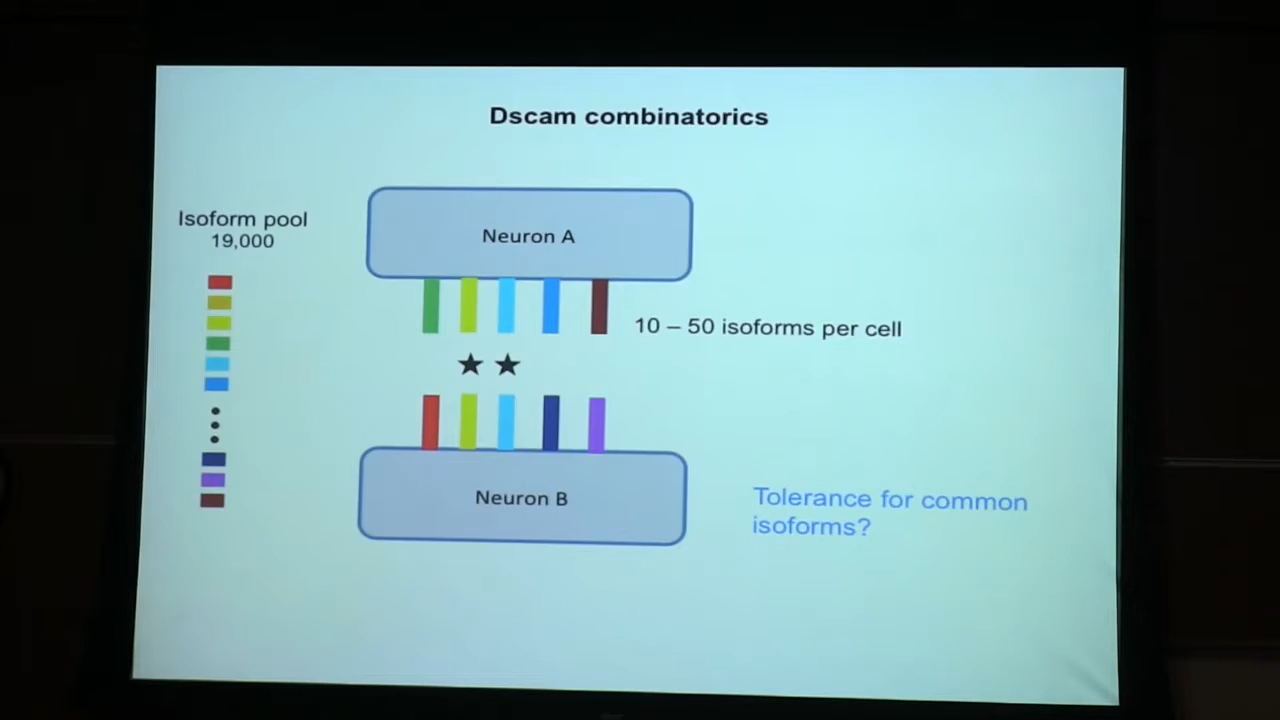 Dscam combinatorics
Isoform pool
19,000
Neuron A
10 – 50 isoforms per cell
Neuron B
Tolerance for common
isoforms?